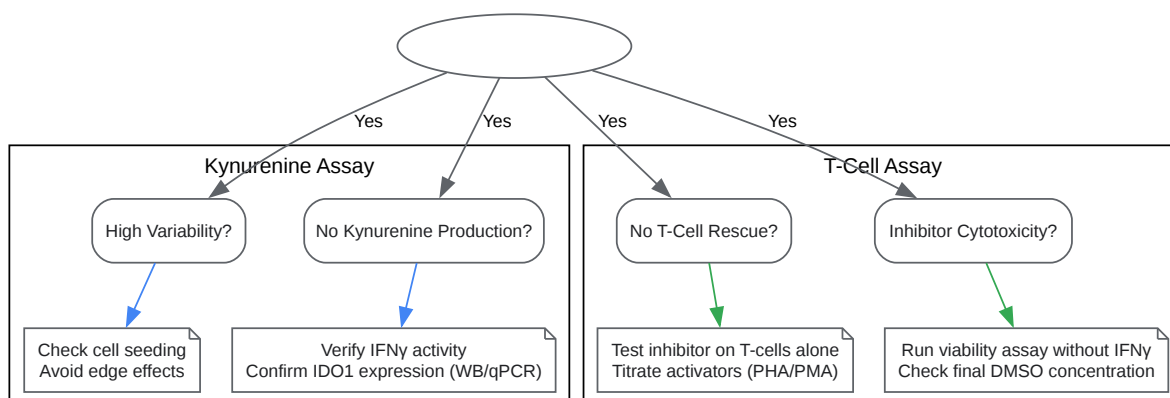 Yes
Yes
Yes
Yes
Kynurenine Assay
T-Cell Assay
High Variability?
No Kynurenine Production?
No T-Cell Rescue?
Inhibitor Cytotoxicity?
Check cell seeding
Avoid edge effects
Verify IFNγ activity
Confirm IDO1 expression (WB/qPCR)
Test inhibitor on T-cells alone
Titrate activators (PHA/PMA)
Run viability assay without IFNγ
Check final DMSO concentration